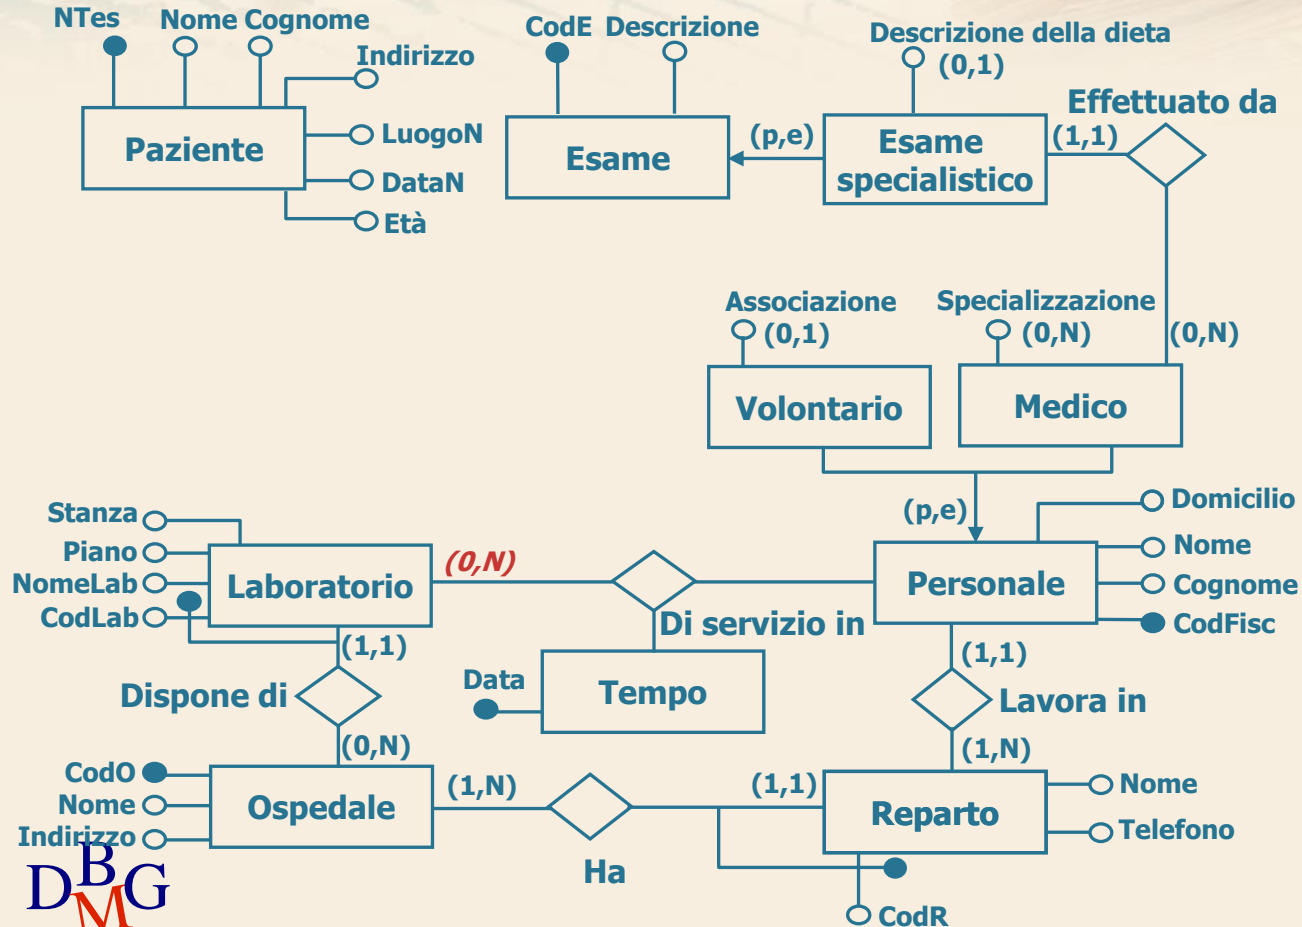 NTes
Nome Cognome
Indirizzo
Paziente
LuogoN
DataN
Età
CodE Descrizione
Esame
(p,e)
Descrizione della dieta
(0,1)
Esame
specialistico
(1,1)
Effettuato da
Associazione
(0,1)
Volontario
Specializzazione
(0,N)
(0,N)
Medico
(p,e)
Stanza
Piano
NomeLab
CodLab
Laboratorio
(0,N)
Di servizio in
Personale
Domicilio
Nome
Cognome
CodFisc
(1,1)
Dispone di
(0,N)
Data
Tempo
(1,1)
Lavora in
(1,N)
CodO
Nome
Indirizzo
Ospedale
(1,N)
Ha
(1,1)
Reparto
Nome
Telefono
CodR
DBMG